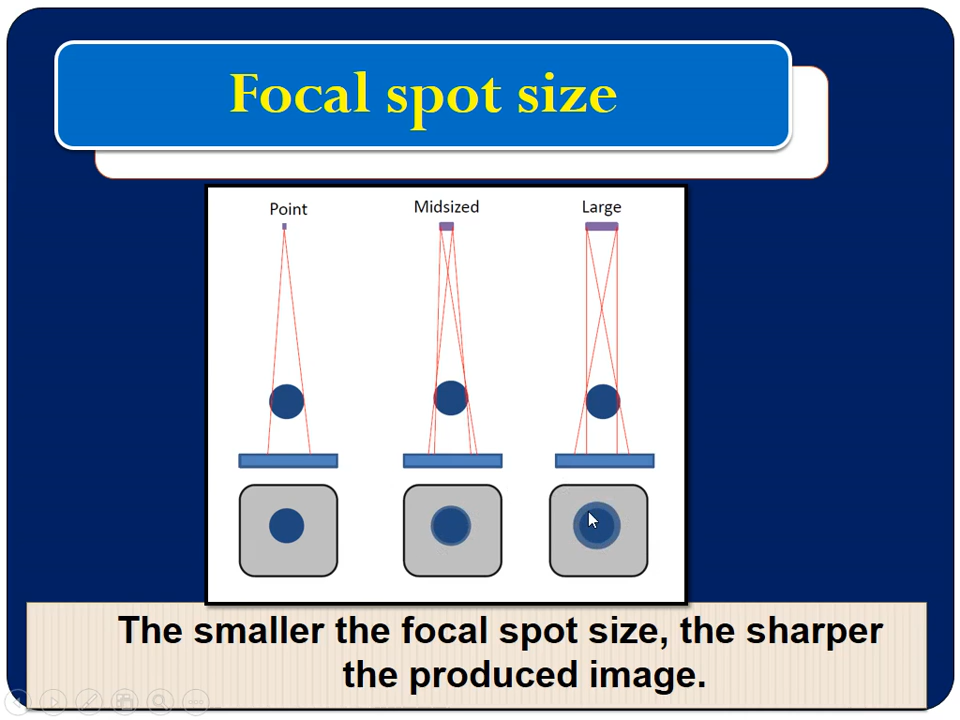 Focal spot size
Point
Midsized
Large
The smaller the focal spot size, the sharper
the produced image.